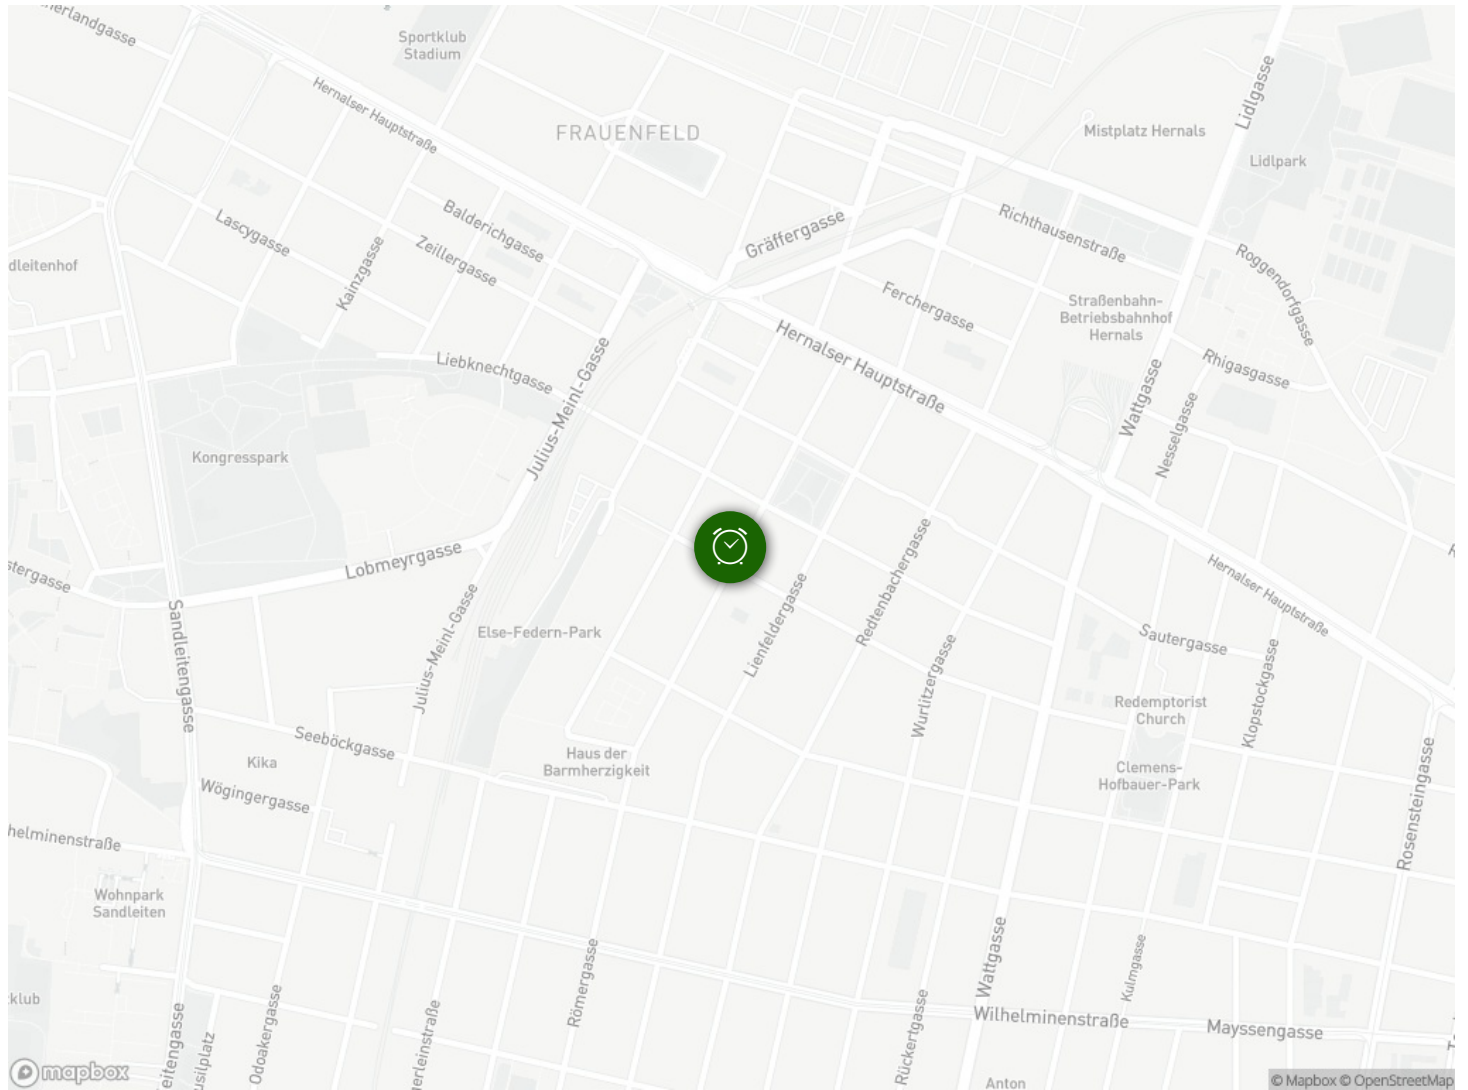 Sportklub
Stadium
Hernalser Hauptstraße
FRAUENFELD
Mistplatz Hernals
Lidlgasse
Lidlpark
Balderichgasse
Lascygasse
Zeillergasse
Kainzgasse
Gräffergasse
Richthausenstraße
Roggendorfgasse
Ferchergasse
Straßenbahn-
Betriebsbahnhof
Hernals
Hernalser Hauptstraße
Rhigasgasse
Liebknechtgasse
Julius-Meinl-Gasse
Wattgasse
Nesselgasse
Kongresspark
Lobmeyrgasse
Sandleitengasse
Julius-Meinl-Gasse
Else-Federn-Park
Lienfeldergasse
Redtenbachergasse
Wurlitzergasse
Hernalser Hauptstraße
Sautergasse
Klopstockgasse
Redemptorist
Church
Seeböckgasse
Kika
Wögingergasse
Haus der
Barmherzigkeit
Clemens-
Hofbauer-Park
Rosensteingasse
Wohnpark
Sandleiten
Römergasse
Wattgasse
Kulmgasse
Odoakergasse
Rückertgasse
Wilhelminenstraße
Mayssengasse
Anton
mapbox
© Mapbox © OpenStreetMap